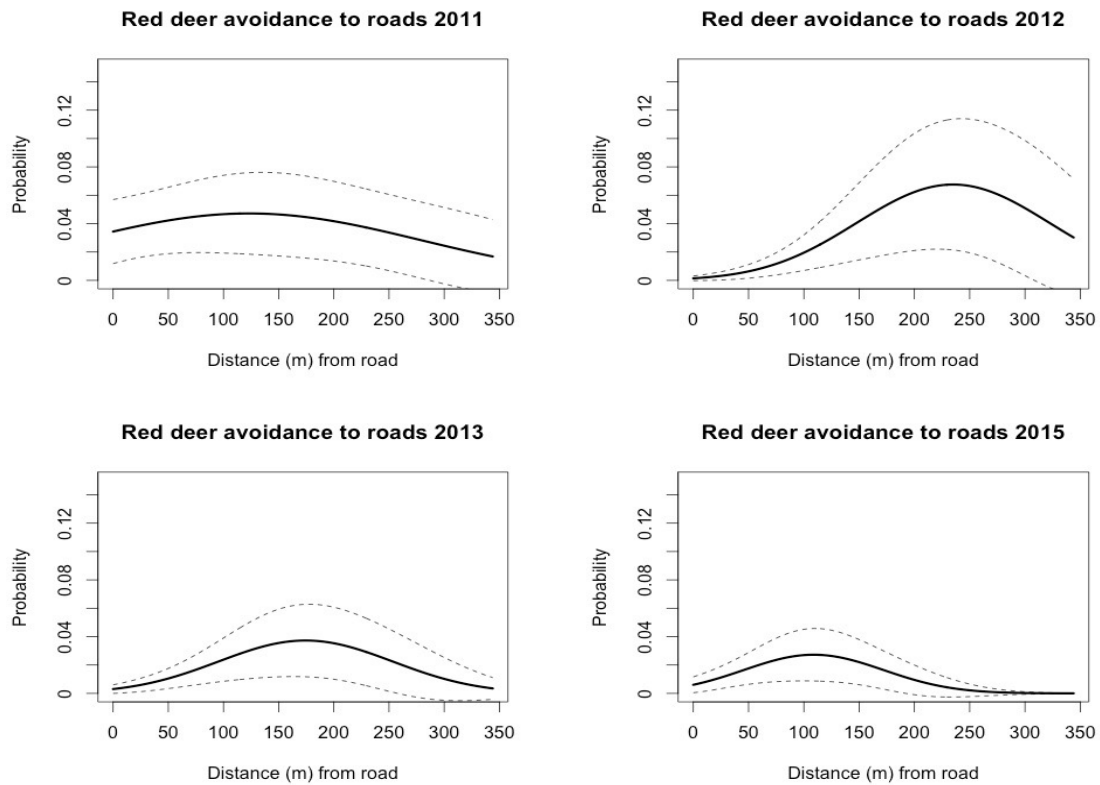 Red deer avoidance to roads 2011
Probability
0.12
0.08
0.04
0
0 50 100 150 200 250 300 350
Distance (m) from road
Red deer avoidance to roads 2012
Probability
0.12
0.08
0.04
0
0 50 100 150 200 250 300 350
Distance (m) from road
Red deer avoidance to roads 2013
Probability
0.12
0.08
0.04
0
0 50 100 150 200 250 300 350
Distance (m) from road
Red deer avoidance to roads 2015
Probability
0.12
0.08
0.04
0
0 50 100 150 200 250 300 350
Distance (m) from road